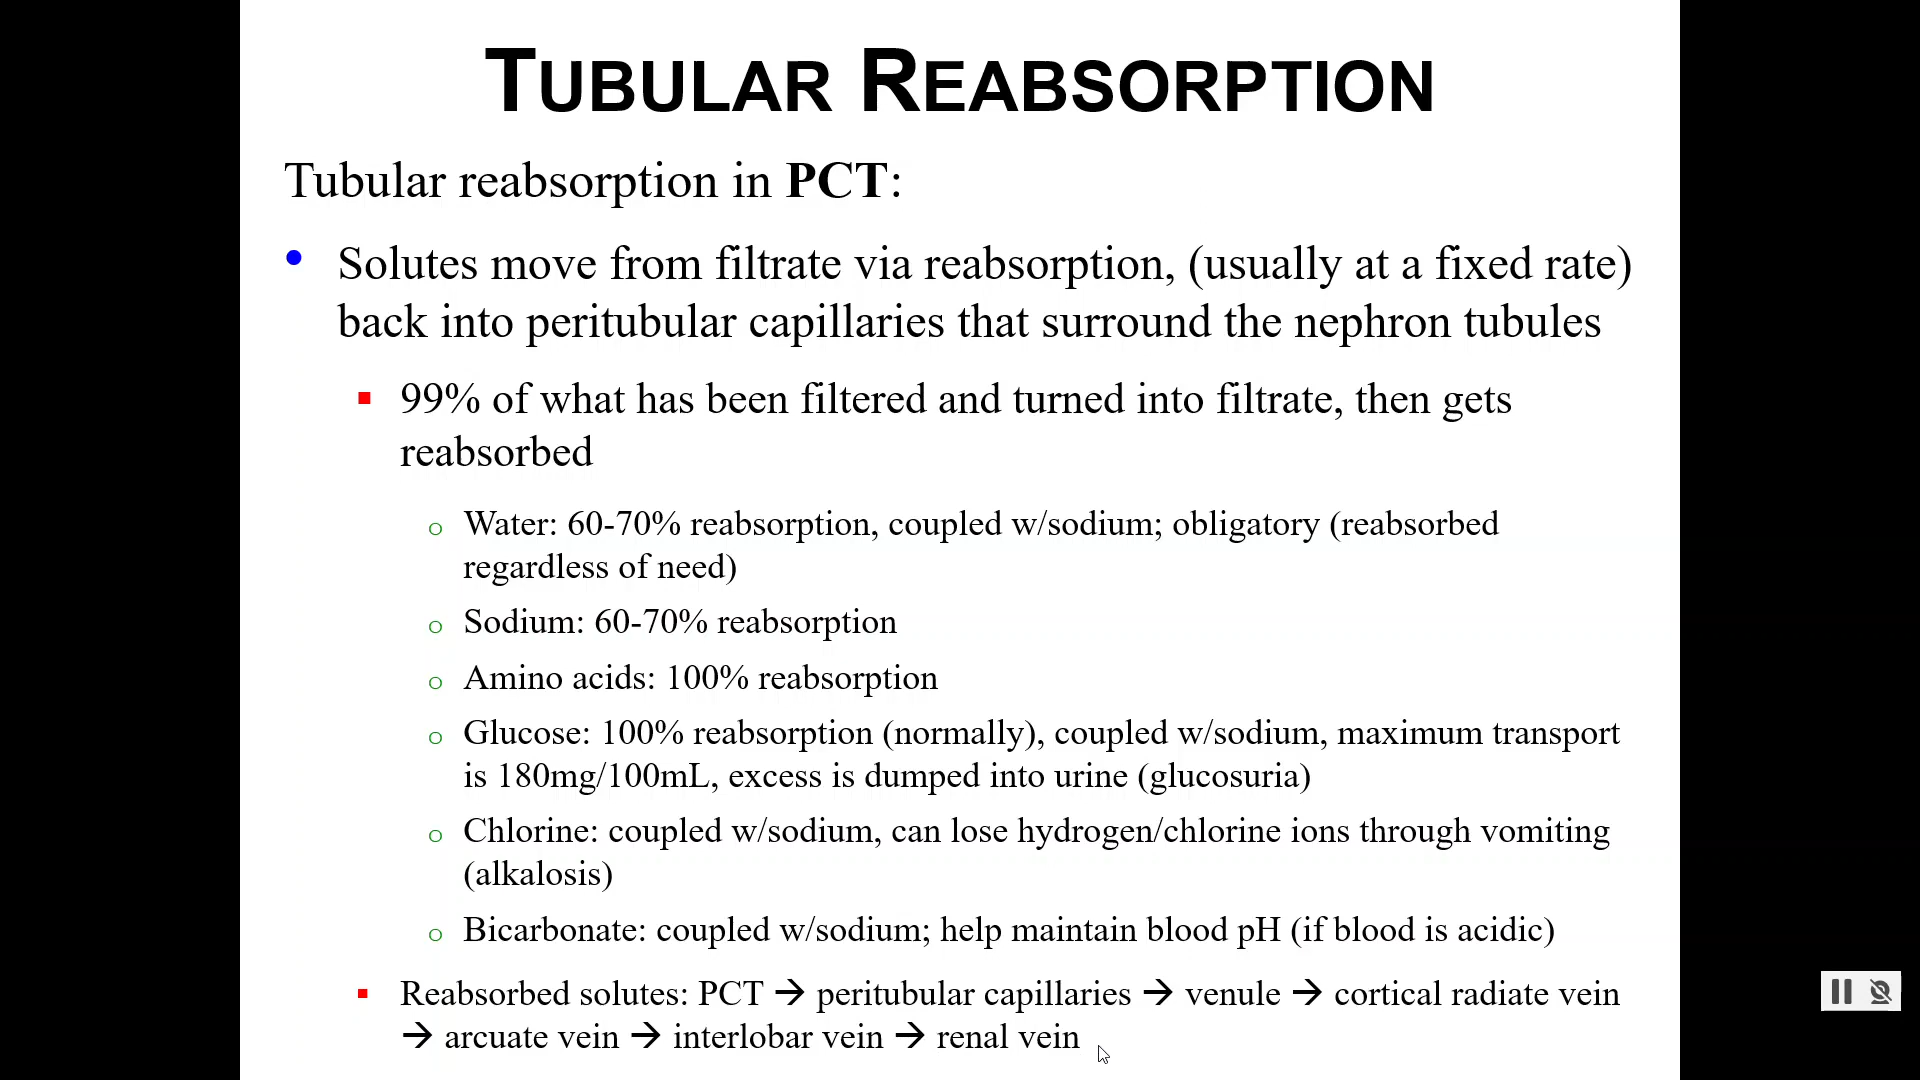 TUBULAR REABSORPTION
Tubular reabsorption in PCT:
• Solutes move from filtrate via reabsorption, (usually at a fixed rate)
back into peritubular capillaries that surround the nephron tubules
▪ 99% of what has been filtered and turned into filtrate, then gets
reabsorbed
o Water: 60-70% reabsorption, coupled w/sodium; obligatory (reabsorbed
regardless of need)
o Sodium: 60-70% reabsorption
o Amino acids: 100% reabsorption
o Glucose: 100% reabsorption (normally), coupled w/sodium, maximum transport
is 180mg/100mL, excess is dumped into urine (glucosuria)
o Chlorine: coupled w/sodium, can lose hydrogen/chlorine ions through vomiting
(alkalosis)
o Bicarbonate: coupled w/sodium; help maintain blood pH (if blood is acidic)
▪ Reabsorbed solutes: PCT → peritubular capillaries → venule → cortical radiate vein
→ arcuate vein → interlobar vein → renal vein